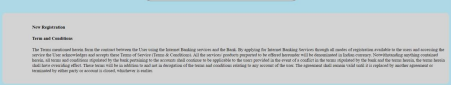 New Registration
Terms and Conditions
The Terms mentioned herein form the contract between the User using the Internet Banking services and the Bank. By applying for Internet Banking Services through all modes of registration available to the users and accessing the
service the User acknowledges and accepts these Terms of Service (Terms & Conditions). All the services/products proposed to be offered hereunder will be denominated in Indian currency. Notwithstanding anything contained
herein, all terms and conditions stipulated by the bank pertaining to the accounts shall continue to be applicable to the users provided in the event of a conflict in the terms stipulated by the bank and the terms herein, the terms herein
shall have overriding effect. These terms will be in addition to and not in derogation of the terms and conditions relating to any account of the User. The agreement shall remain valid until it is replaced by another agreement or
terminated by either party or account is closed, whichever is earlier.